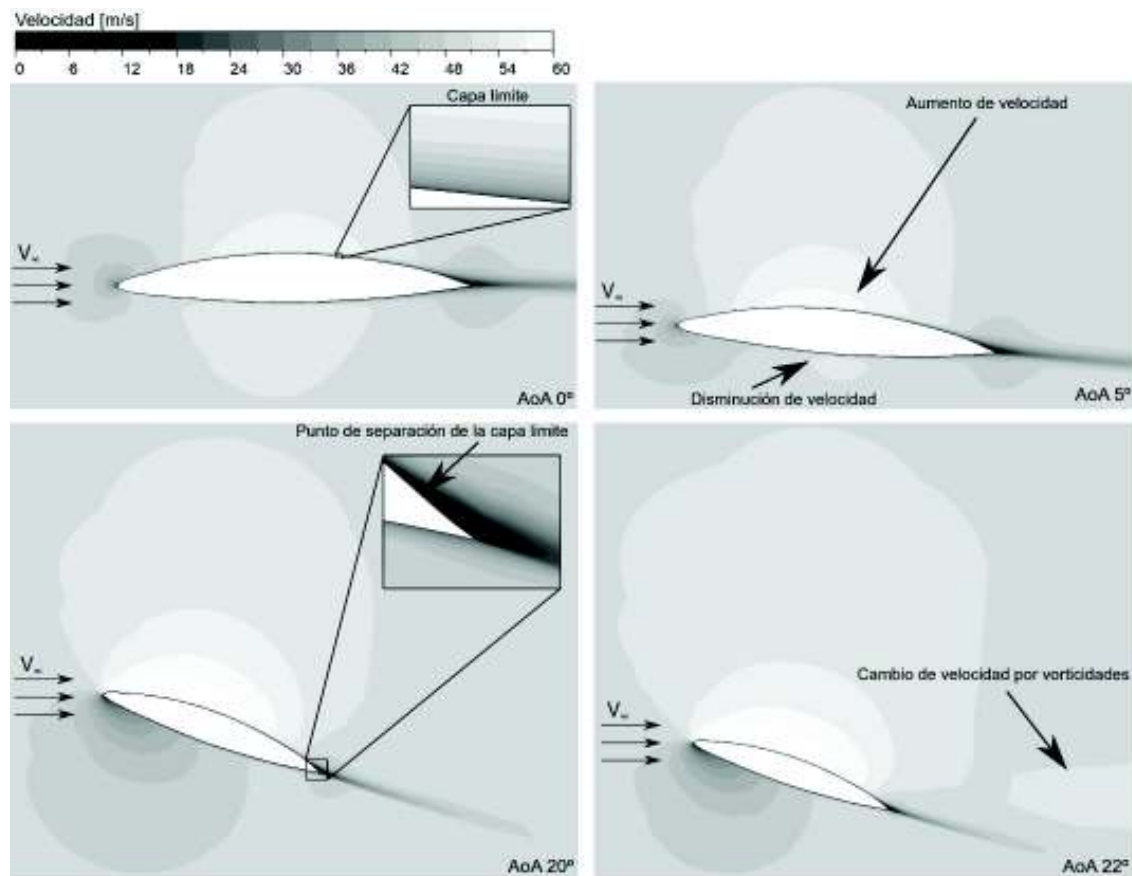 Velocidad [m/s]
0 6 12 18 24 30 36 42 48 54 60
Capa limite
V∞
AoA 0º
Aumento de velocidad
V∞
Disminución de velocidad
AoA 5º
Punto de separación de la capa limite
V∞
AoA 20º
Cambio de velocidad por vorticidades
V∞
AoA 22º